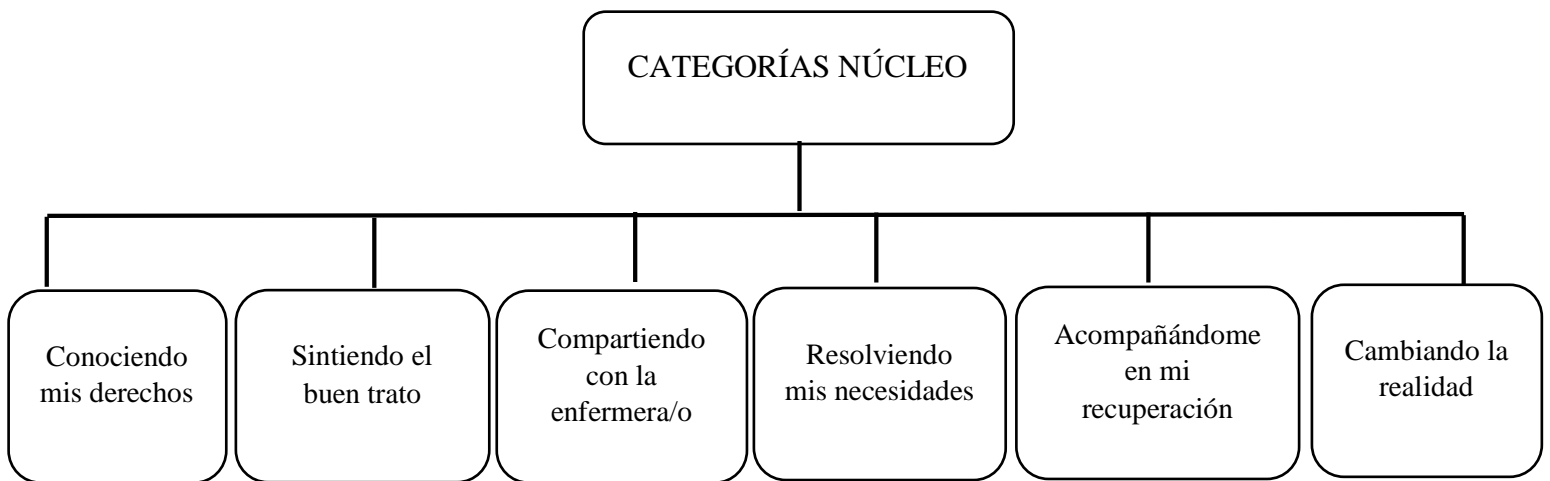 CATEGORÍAS NÚCLEO
Conociendo
mis derechos
Sintiendo el
buen trato
Compartiendo
con la
enfermera/o
Resolviendo
mis necesidades
Acompañándome
en mi
recuperación
Cambiando la
realidad